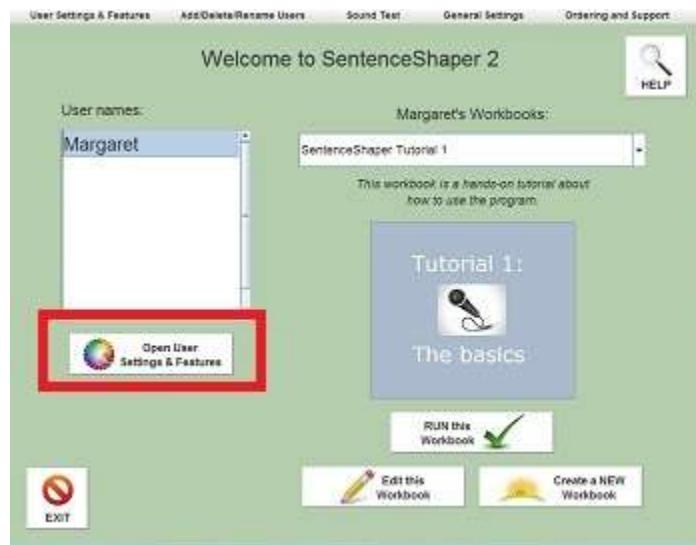 User Settings & Features Add/Delete/Rename Users Sound Test General Settings Ordering and Support
Welcome to SentenceShaper 2
HELP
User names:
Margaret
Margaret's Workbooks:
SentenceShaper Tutorial 1
This workbook is a hands-on tutorial about
how to use the program.
Tutorial 1:
The basics
Open User
Settings & Features
RUN this
Workbook
Edit this
Workbook
Create a NEW
Workbook
EXIT